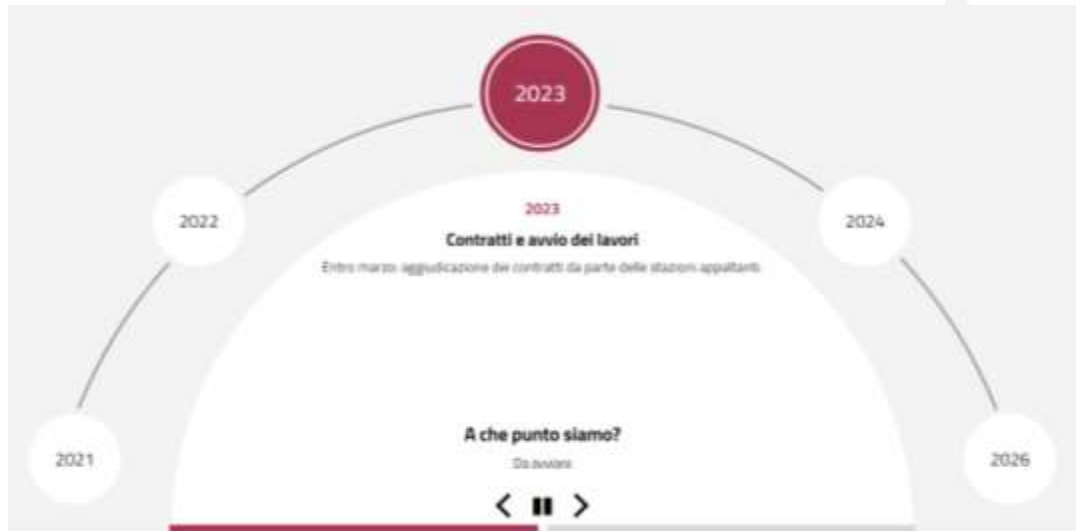 2023
2022
2024
2021
2026
2023
Contratti e avvio dei lavori
Entro marzo: aggiudicazione dei contratti da parte delle stazioni appaltanti.
A che punto siamo?
Da avviare